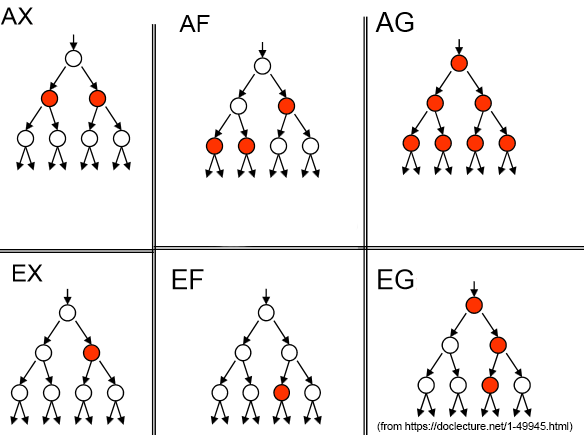 AX
AF
AG
EX
EF
EG
(from https://doclecture.net/1-49945.html)